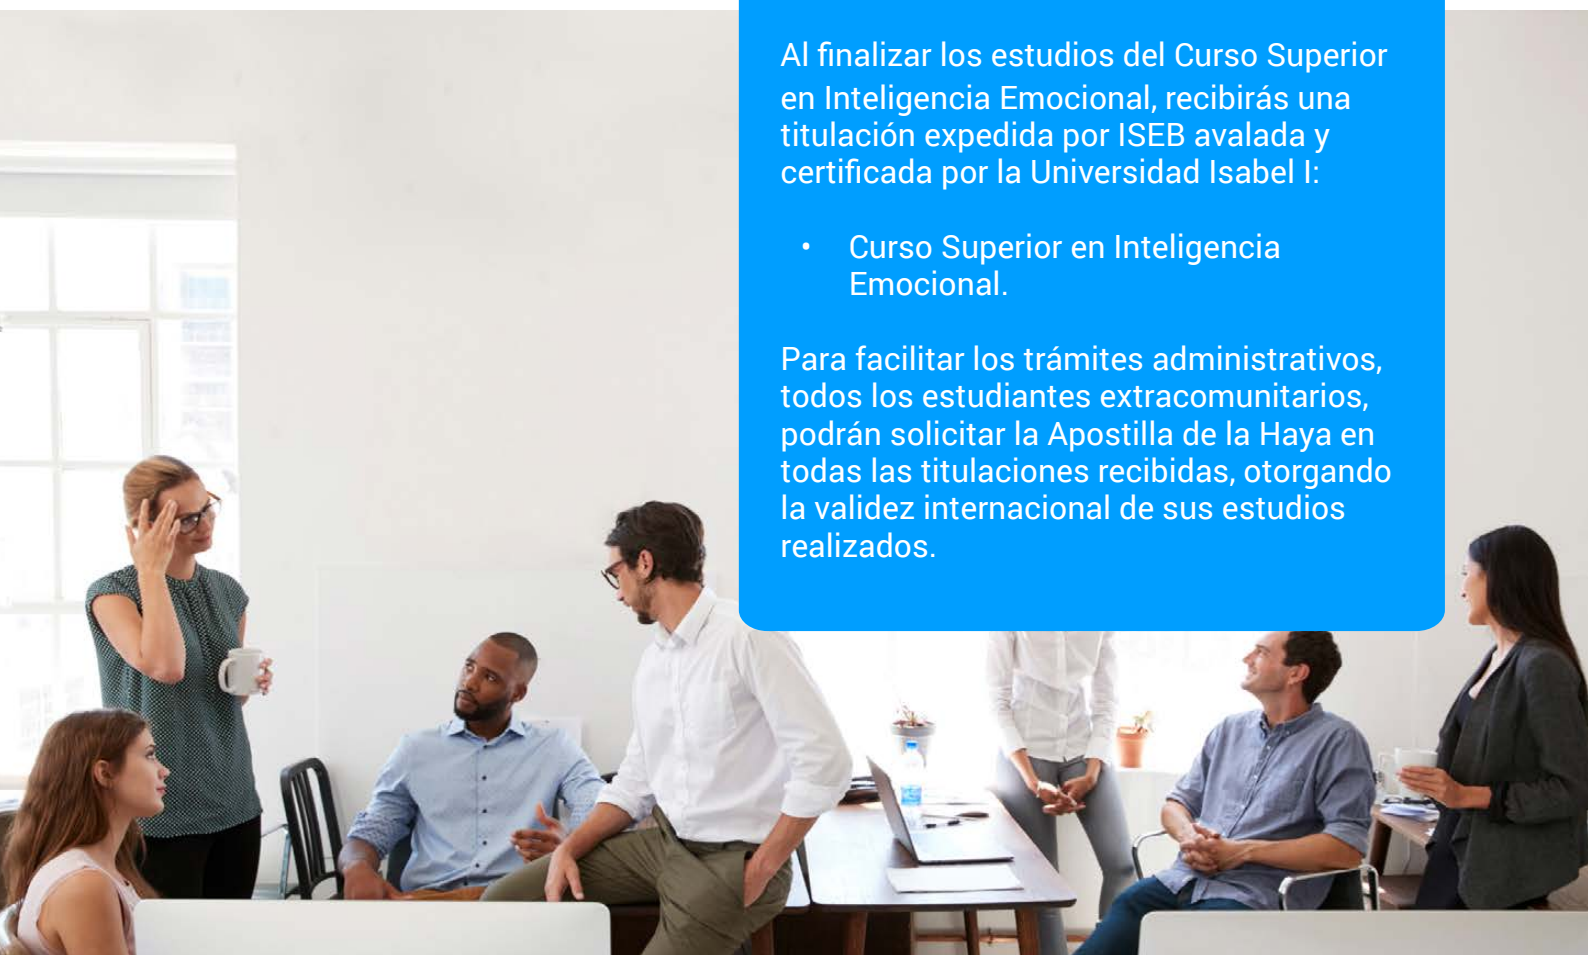 Al finalizar los estudios del Curso Superior
en Inteligencia Emocional, recibirás una
titulación expedida por ISEB avalada y
certificada por la Universidad Isabel I:
• Curso Superior en Inteligencia
Emocional.
Para facilitar los trámites administrativos,
todos los estudiantes extracomunitarios,
podrán solicitar la Apostilla de la Haya en
todas las titulaciones recibidas, otorgando
la validez internacional de sus estudios
realizados.